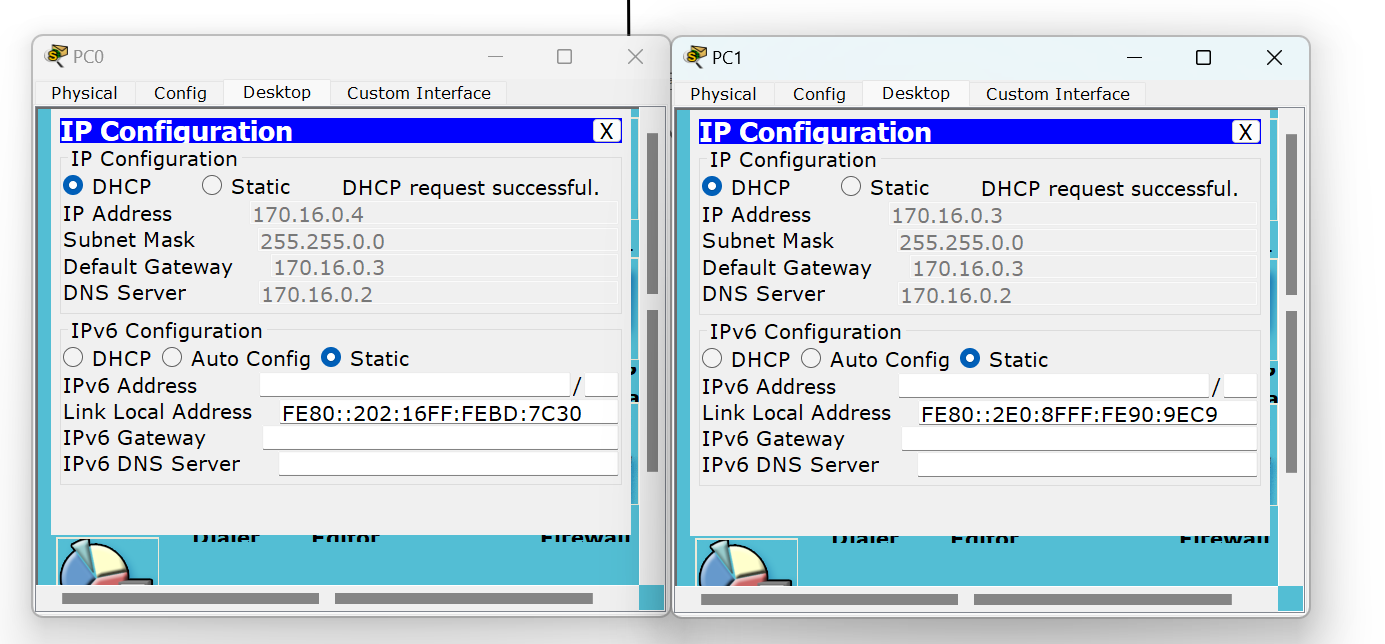 PC0
Physical Config Desktop Custom Interface
IP Configuration X
IP Configuration
DHCP Static DHCP request successful.
IP Address 170.16.0.4
Subnet Mask 255.255.0.0
Default Gateway 170.16.0.3
DNS Server 170.16.0.2
IPv6 Configuration
DHCP Auto Config Static
IPv6 Address /
Link Local Address FE80::202:16FF:FEBD:7C30
IPv6 Gateway
IPv6 DNS Server
Dialer Editor Firewall
PC1
Physical Config Desktop Custom Interface
IP Configuration X
IP Configuration
DHCP Static DHCP request successful.
IP Address 170.16.0.3
Subnet Mask 255.255.0.0
Default Gateway 170.16.0.3
DNS Server 170.16.0.2
IPv6 Configuration
DHCP Auto Config Static
IPv6 Address /
Link Local Address FE80::2E0:8FFF:FE90:9EC9
IPv6 Gateway
IPv6 DNS Server
Dialer Editor Firewall